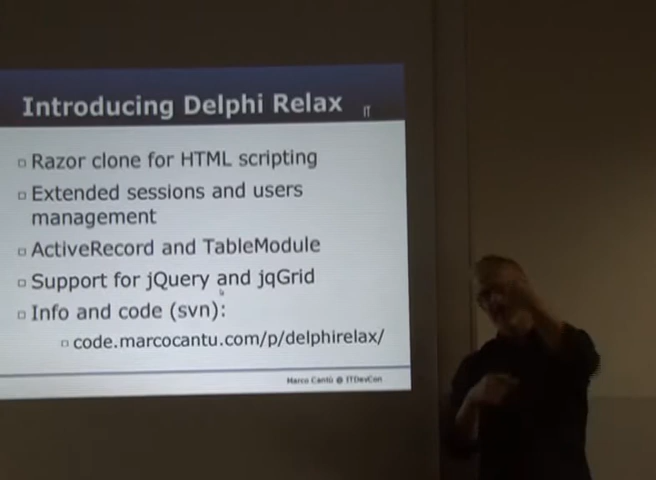 Introducing Delphi Relax
IT
Razor clone for HTML scripting
Extended sessions and users
management
ActiveRecord and TableModule
Support for jQuery and jqGrid
Info and code (svn):
code.marcocantu.com/p/delphirelax/
Marco Cantù @ ITDevCon